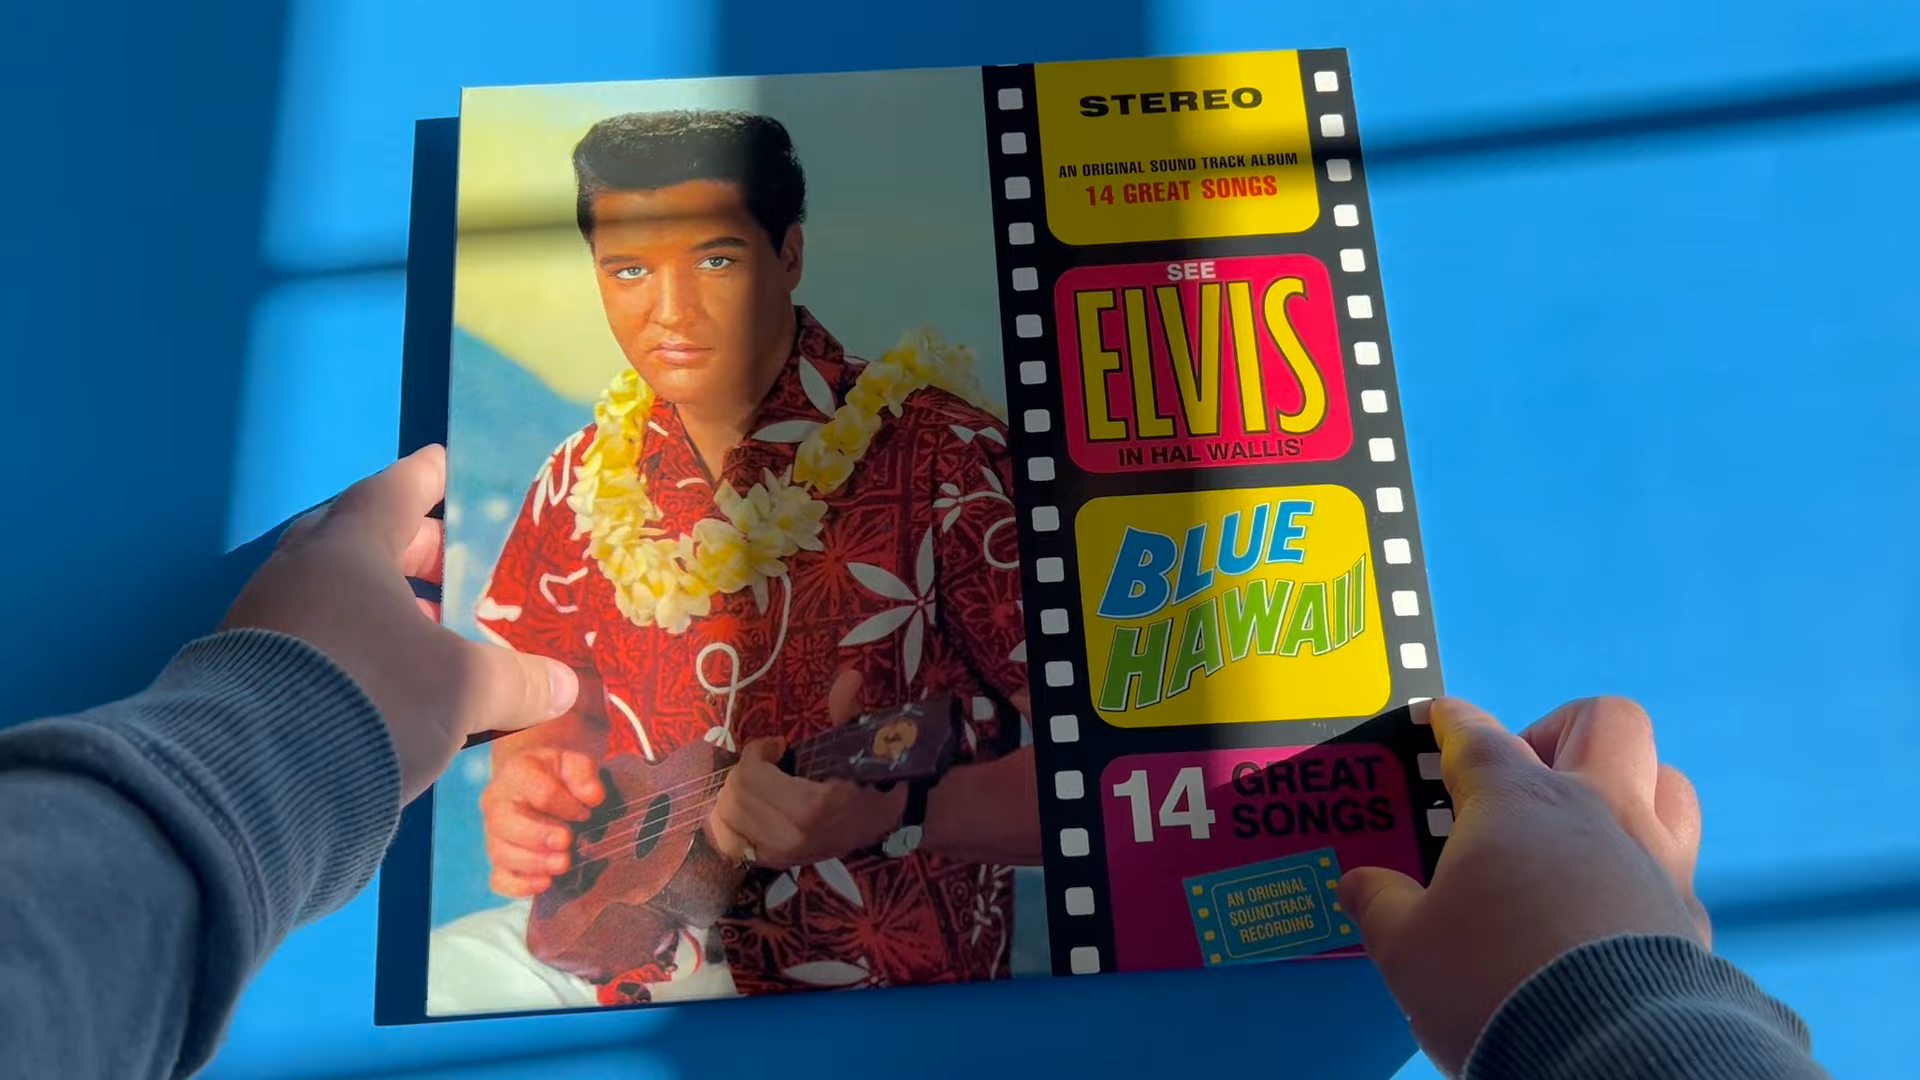 STEREO
AN ORIGINAL SOUND TRACK ALBUM
14 GREAT SONGS
SEE
ELVIS
IN HAL WALLIS'
BLUE
HAWAII
14 GREAT
SONGS
AN ORIGINAL
SOUNDTRACK
RECORDING